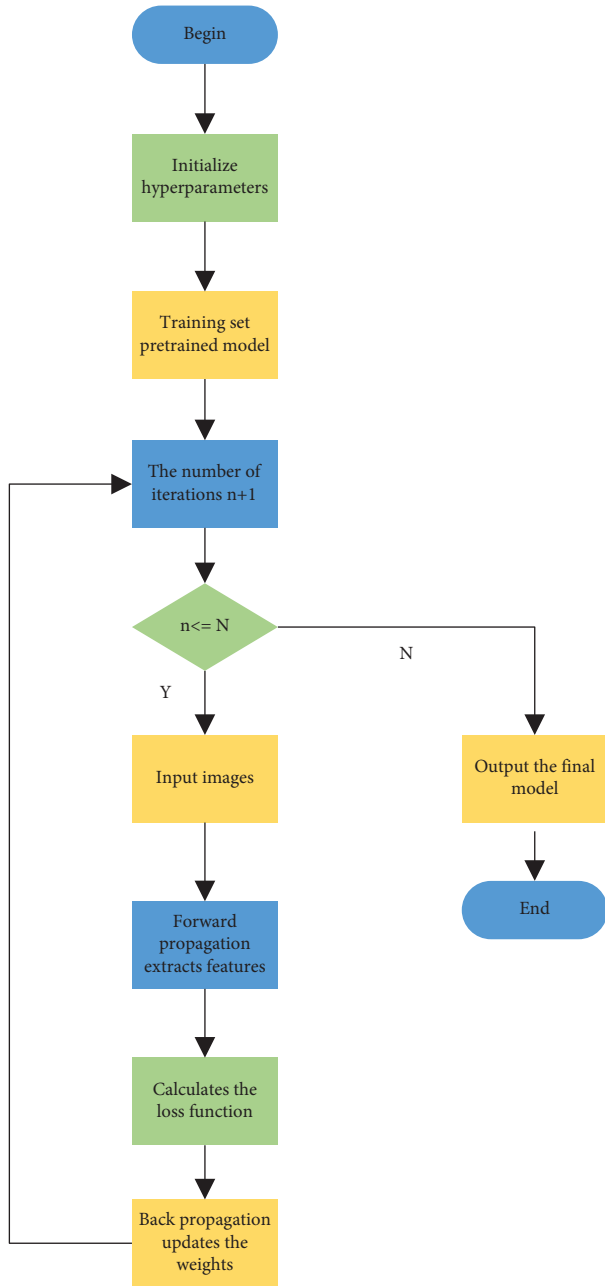 Begin
Initialize
hyperparameters
Training set
pretrained model
The number of
iterations n+1
n<= N
Y
N
Input images
Output the final
model
Forward
propagation
extracts features
End
Calculates the
loss function
Back propagation
updates the
weights